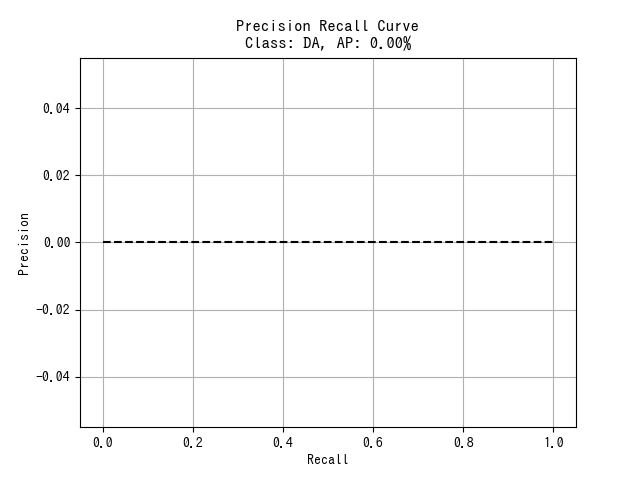 Precision Recall Curve
Class: DA, AP: 0.00%
0.04
0.02
0.00
−0.02
−0.04
Precision
0.0 0.2 0.4 0.6 0.8 1.0
Recall